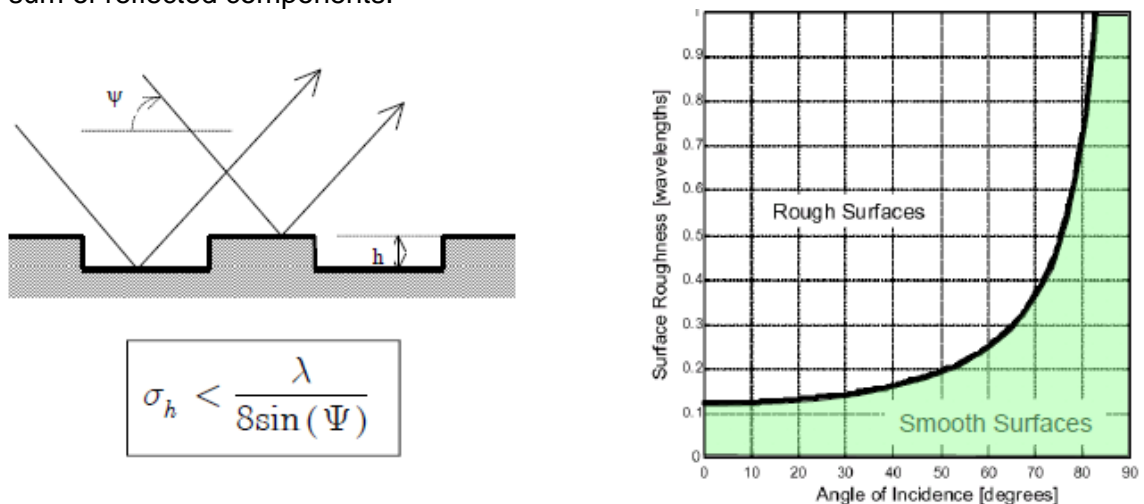 sum of reflected components.
Ψ
h
σ_h < λ / 8sin(Ψ)
Surface Roughness [wavelengths]
1
0.9
0.8
0.7
0.6
0.5
0.4
0.3
0.2
0.1
0
Rough Surfaces
Smooth Surfaces
0 10 20 30 40 50 60 70 80 90
Angle of Incidence [degrees]